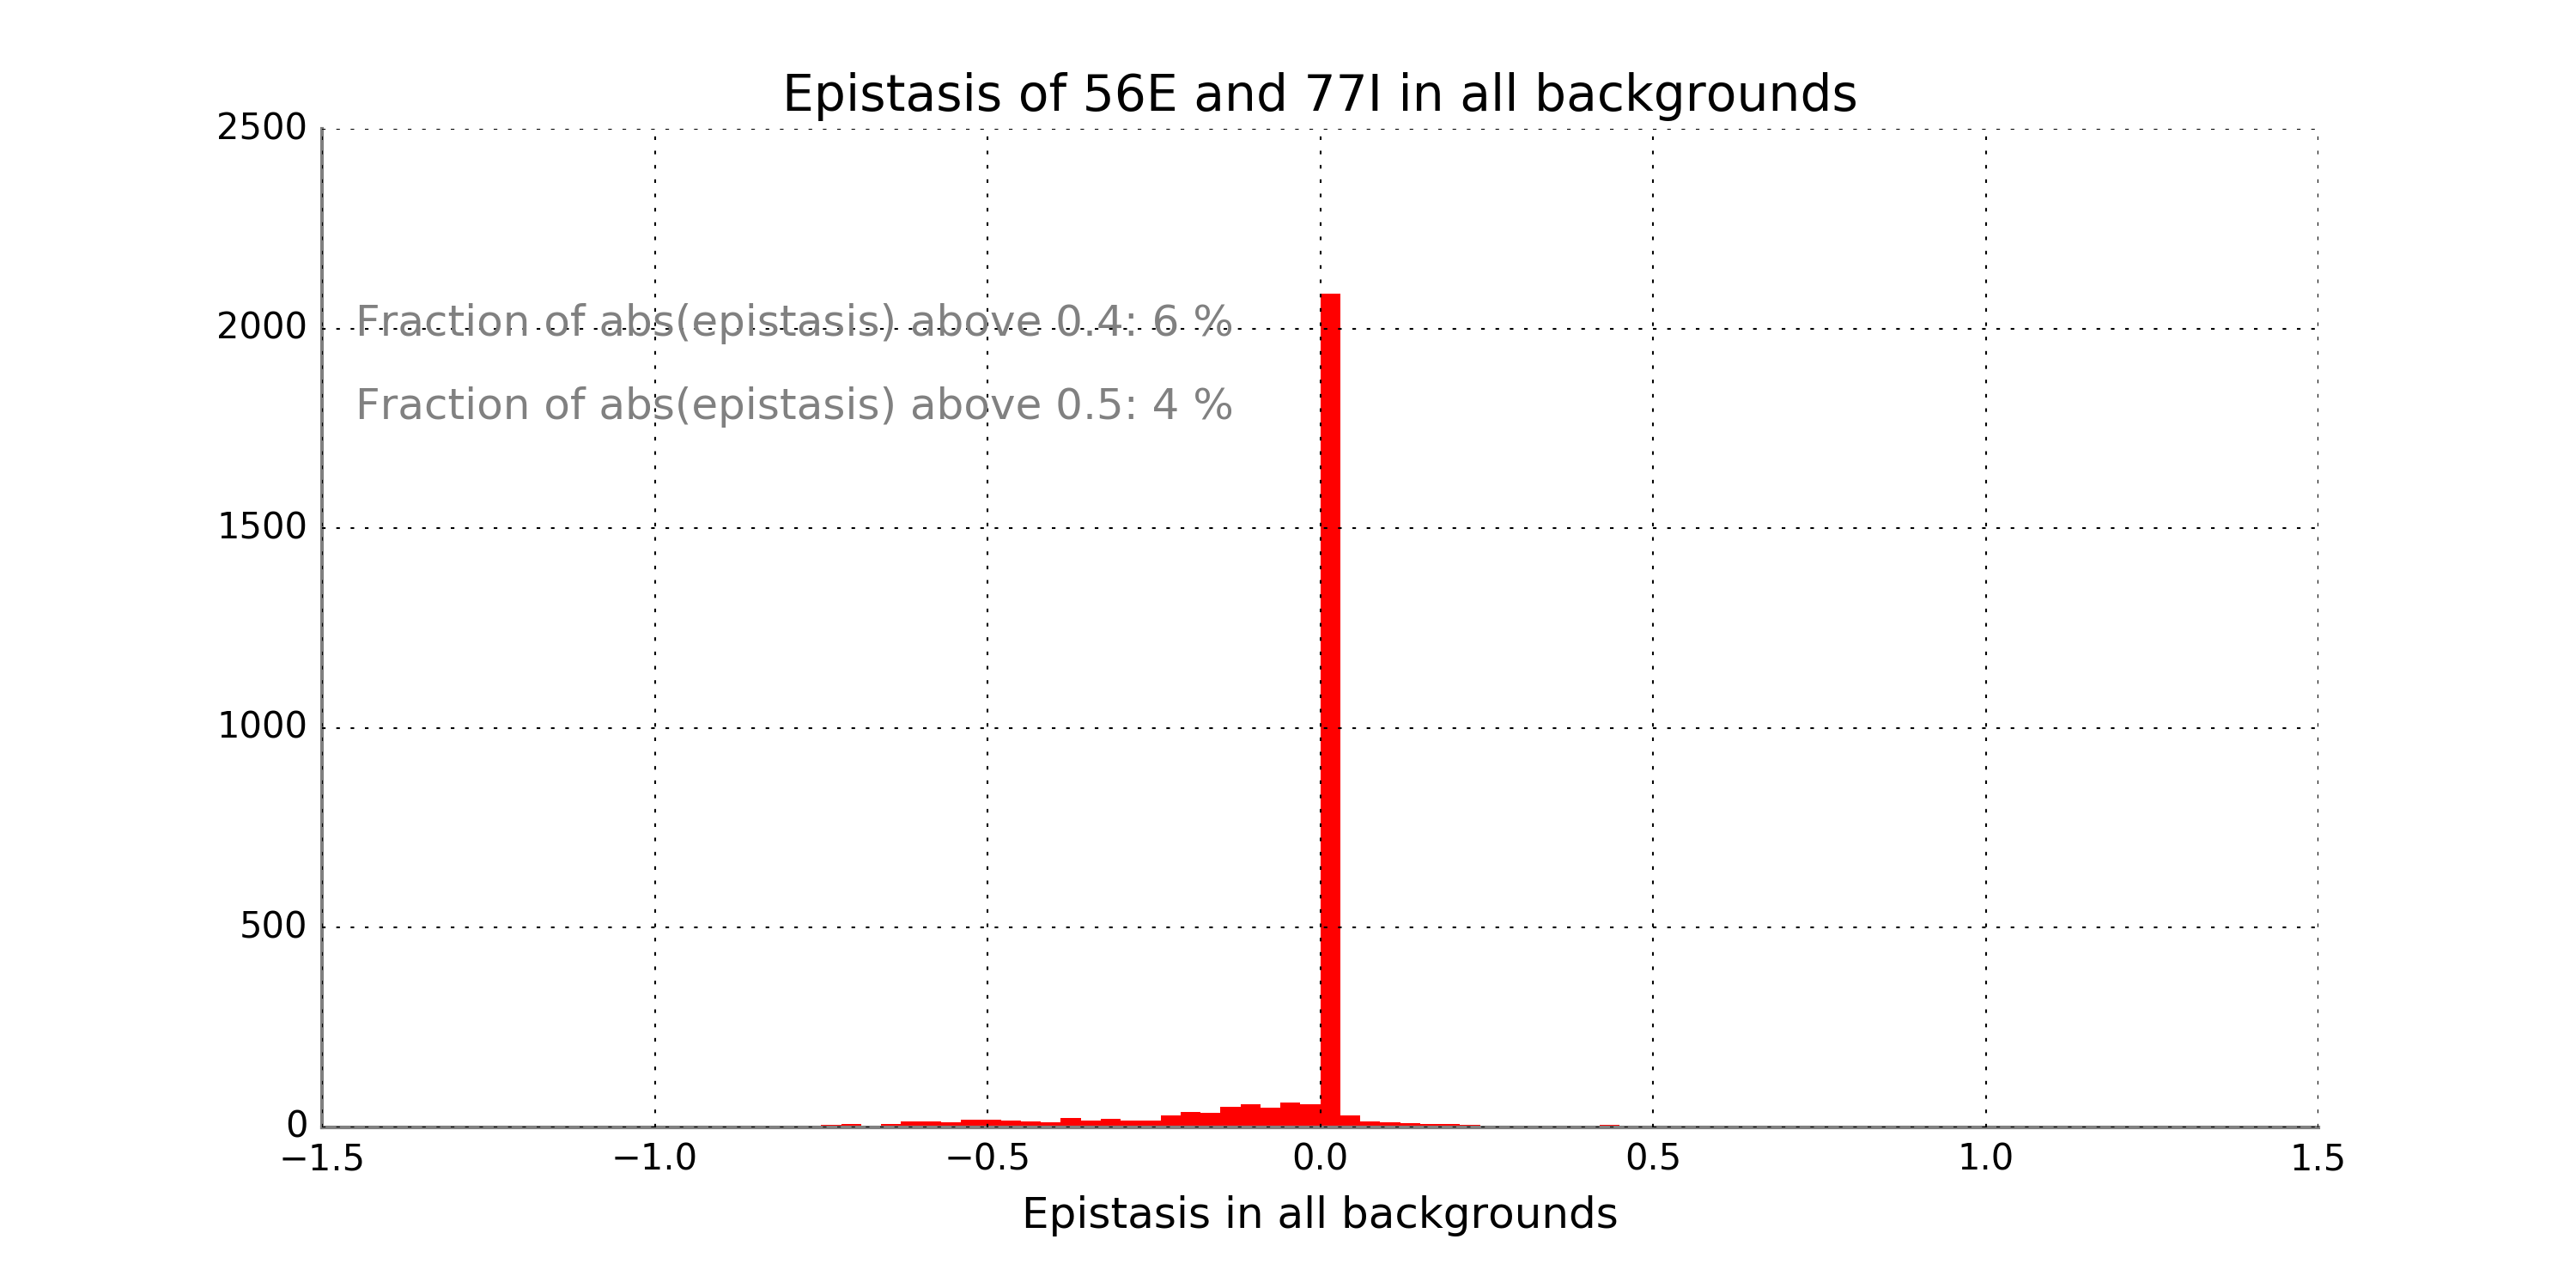 Epistasis of 56E and 77I in all backgrounds
2500
2000
Fraction of abs(epistasis) above 0.4: 6 %
Fraction of abs(epistasis) above 0.5: 4 %
1500
1000
500
0
−1.5 −1.0 −0.5 0.0 0.5 1.0 1.5
Epistasis in all backgrounds